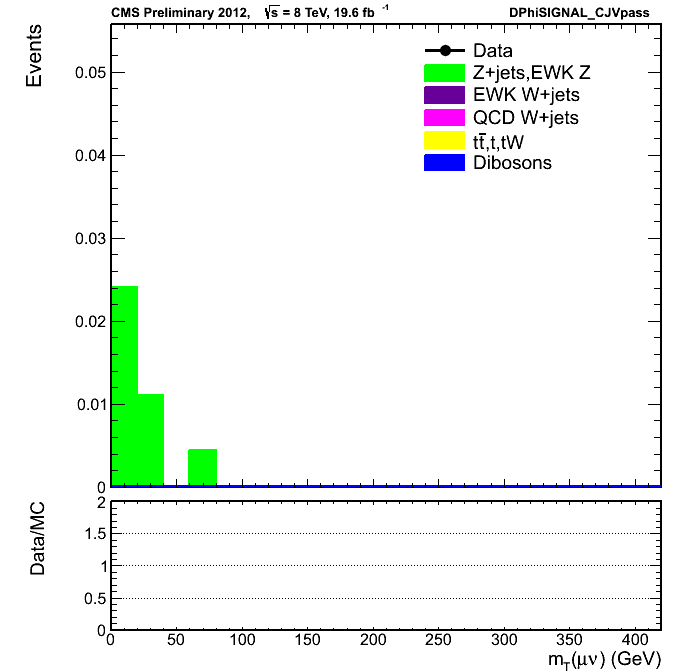 CMS Preliminary 2012, √s = 8 TeV, 19.6 fb⁻¹ DPhiSIGNAL_CJVpass
Events
0.05
0.04
0.03
0.02
0.01
0
Data
Z+jets,EWK Z
EWK W+jets
QCD W+jets
tt̅,t,tW
Dibosons
Data/MC
2
1.5
1
0.5
0
0 50 100 150 200 250 300 350 400
m_T(μν) (GeV)